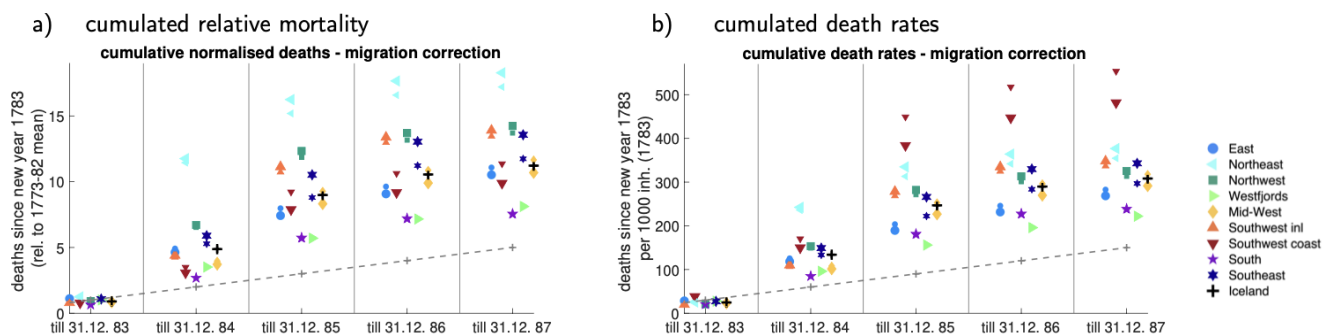 a) cumulated relative mortality
cumulative normalised deaths - migration correction
deaths since new year 1783
(rel. to 1773-82 mean)
15
10
5
0
till 31.12. 83
till 31.12. 84
till 31.12. 85
till 31.12. 86
till 31.12. 87
b) cumulated death rates
cumulative death rates - migration correction
deaths since new year 1783
per 1000 inh. (1783)
500
400
300
200
100
0
till 31.12. 83
till 31.12. 84
till 31.12. 85
till 31.12. 86
till 31.12. 87
East
Northeast
Northwest
Westfjords
Mid-West
Southwest inl
Southwest coast
South
Southeast
Iceland